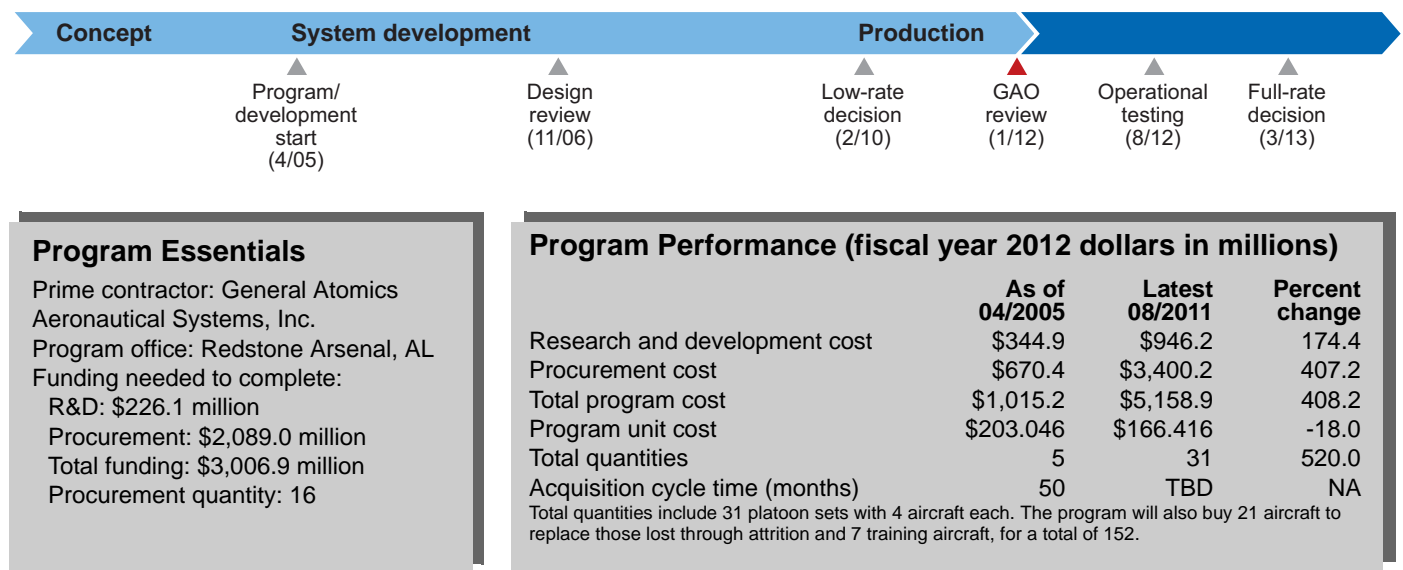 Concept System development Production
Program/
development
start
(4/05)
Design
review
(11/06)
Low-rate
decision
(2/10)
GAO
review
(1/12)
Operational
testing
(8/12)
Full-rate
decision
(3/13)
Program Essentials
Prime contractor: General Atomics
Aeronautical Systems, Inc.
Program office: Redstone Arsenal, AL
Funding needed to complete:
R&D: $226.1 million
Procurement: $2,089.0 million
Total funding: $3,006.9 million
Procurement quantity: 16
Program Performance (fiscal year 2012 dollars in millions)
As of Latest Percent
04/2005 08/2011 change
Research and development cost $344.9 $946.2 174.4
Procurement cost $670.4 $3,400.2 407.2
Total program cost $1,015.2 $5,158.9 408.2
Program unit cost $203.046 $166.416 -18.0
Total quantities 5 31 520.0
Acquisition cycle time (months) 50 TBD NA
Total quantities include 31 platoon sets with 4 aircraft each. The program will also buy 21 aircraft to
replace those lost through attrition and 7 training aircraft, for a total of 152.